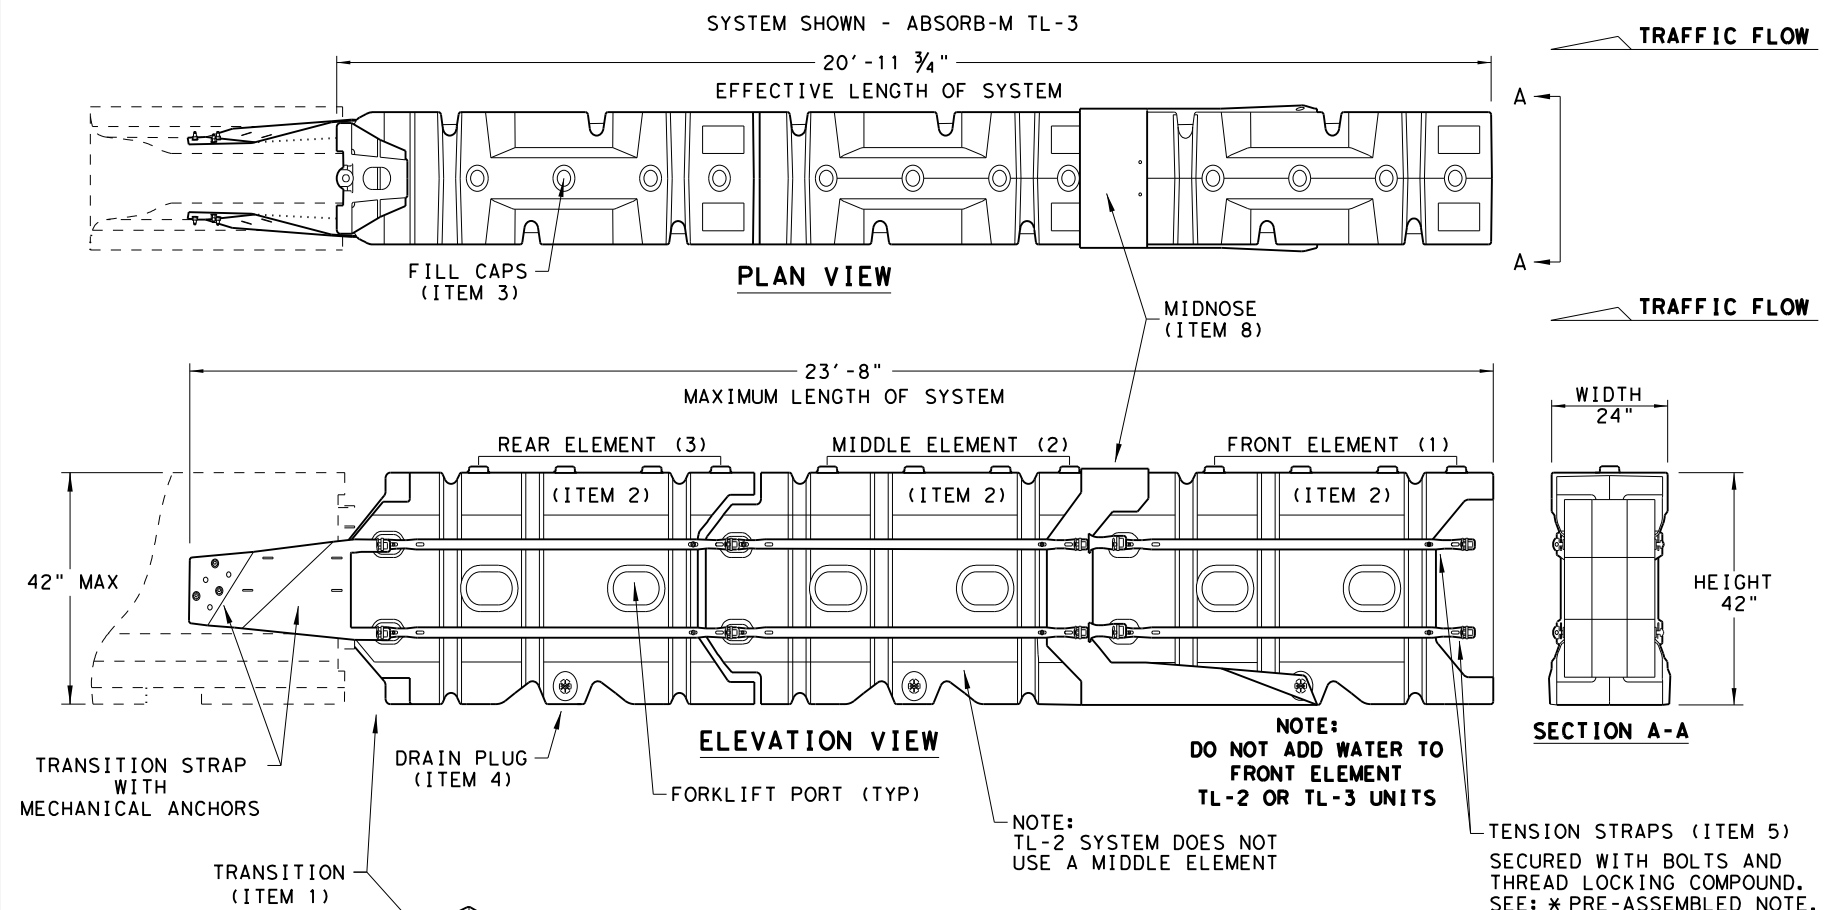 SYSTEM SHOWN - ABSORB-M TL-3
TRAFFIC FLOW
20'-11 3/4"
EFFECTIVE LENGTH OF SYSTEM
A
A
FILL CAPS
(ITEM 3)
PLAN VIEW
MIDNOSE
(ITEM 8)
TRAFFIC FLOW
23'-8"
MAXIMUM LENGTH OF SYSTEM
WIDTH
24"
REAR ELEMENT (3)
MIDDLE ELEMENT (2)
FRONT ELEMENT (1)
(ITEM 2)
(ITEM 2)
(ITEM 2)
42" MAX
HEIGHT
42"
TRANSITION STRAP
WITH
MECHANICAL ANCHORS
DRAIN PLUG
(ITEM 4)
ELEVATION VIEW
FORKLIFT PORT (TYP)
NOTE:
DO NOT ADD WATER TO
FRONT ELEMENT
TL-2 OR TL-3 UNITS
SECTION A-A
NOTE:
TL-2 SYSTEM DOES NOT
USE A MIDDLE ELEMENT
TENSION STRAPS (ITEM 5)
SECURED WITH BOLTS AND
THREAD LOCKING COMPOUND.
SEE: * PRE-ASSEMBLED NOTE.
TRANSITION
(ITEM 1)